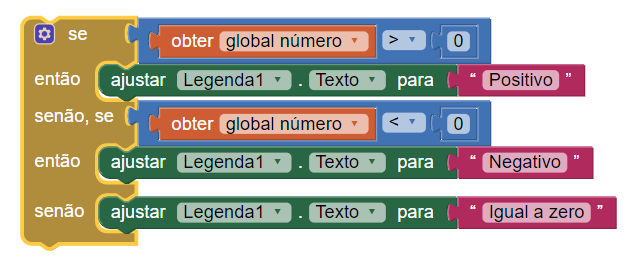 se obter global número > 0
então ajustar Legenda1 . Texto para “ Positivo ”
senão, se obter global número < 0
então ajustar Legenda1 . Texto para “ Negativo ”
senão ajustar Legenda1 . Texto para “ Igual a zero ”